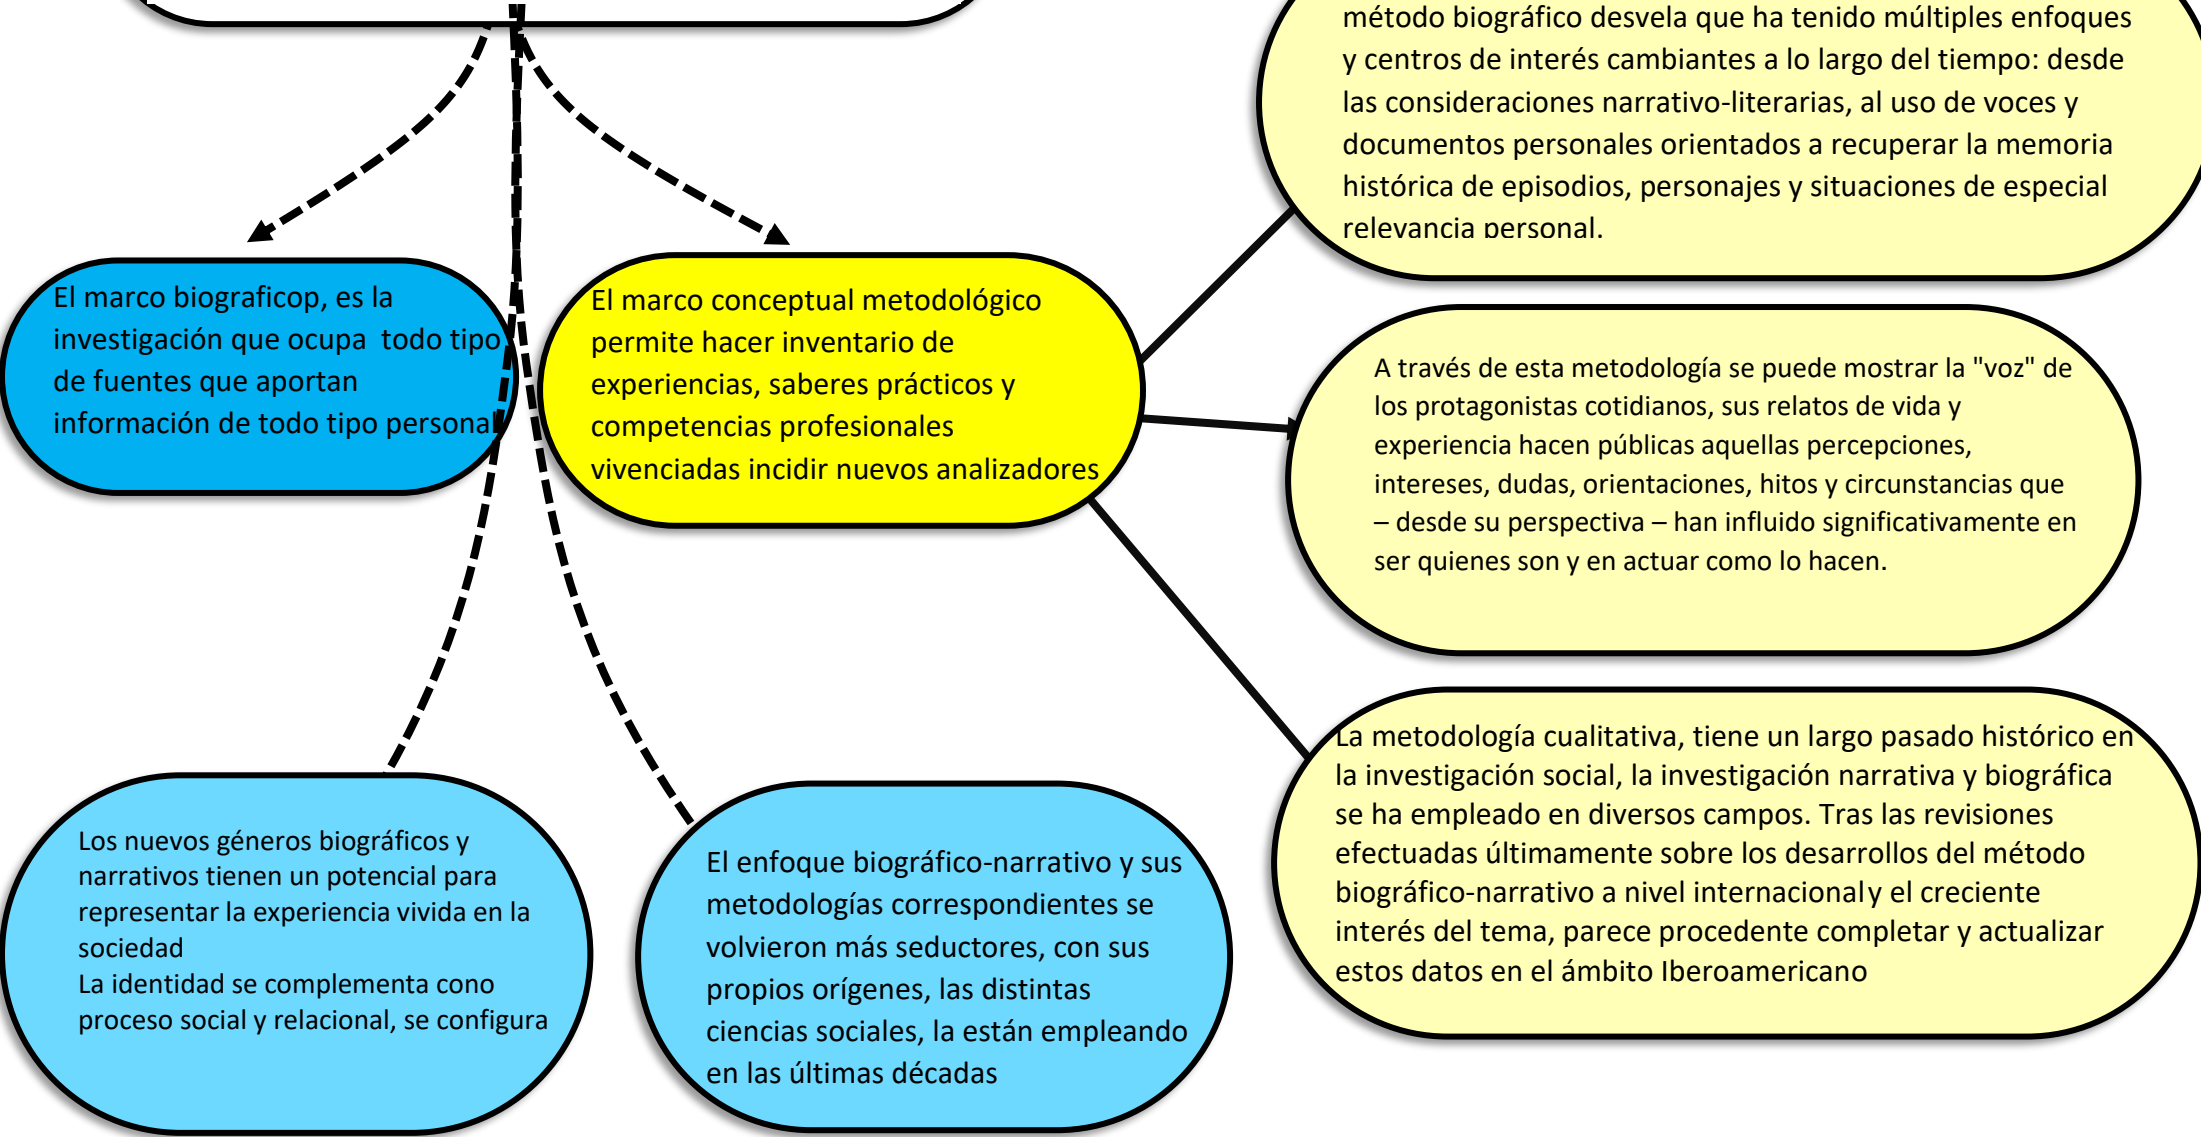 método biográfico desvela que ha tenido múltiples enfoques
y centros de interés cambiantes a lo largo del tiempo: desde
las consideraciones narrativo-literarias, al uso de voces y
documentos personales orientados a recuperar la memoria
histórica de episodios, personajes y situaciones de especial
relevancia personal.
El marco biograficop, es la
investigación que ocupa todo tipo
de fuentes que aportan
información de todo tipo personal
El marco conceptual metodológico
permite hacer inventario de
experiencias, saberes prácticos y
competencias profesionales
vivenciadas incidir nuevos analizadores
A través de esta metodología se puede mostrar la "voz" de
los protagonistas cotidianos, sus relatos de vida y
experiencia hacen públicas aquellas percepciones,
intereses, dudas, orientaciones, hitos y circunstancias que
– desde su perspectiva – han influido significativamente en
ser quienes son y en actuar como lo hacen.
La metodología cualitativa, tiene un largo pasado histórico en
la investigación social, la investigación narrativa y biográfica
se ha empleado en diversos campos. Tras las revisiones
efectuadas últimamente sobre los desarrollos del método
biográfico-narrativo a nivel internacional y el creciente
interés del tema, parece procedente completar y actualizar
estos datos en el ámbito Iberoamericano
Los nuevos géneros biográficos y
narrativos tienen un potencial para
representar la experiencia vivida en la
sociedad
La identidad se complementa cono
proceso social y relacional, se configura
El enfoque biográfico-narrativo y sus
metodologías correspondientes se
volvieron más seductores, con sus
propios orígenes, las distintas
ciencias sociales, la están empleando
en las últimas décadas